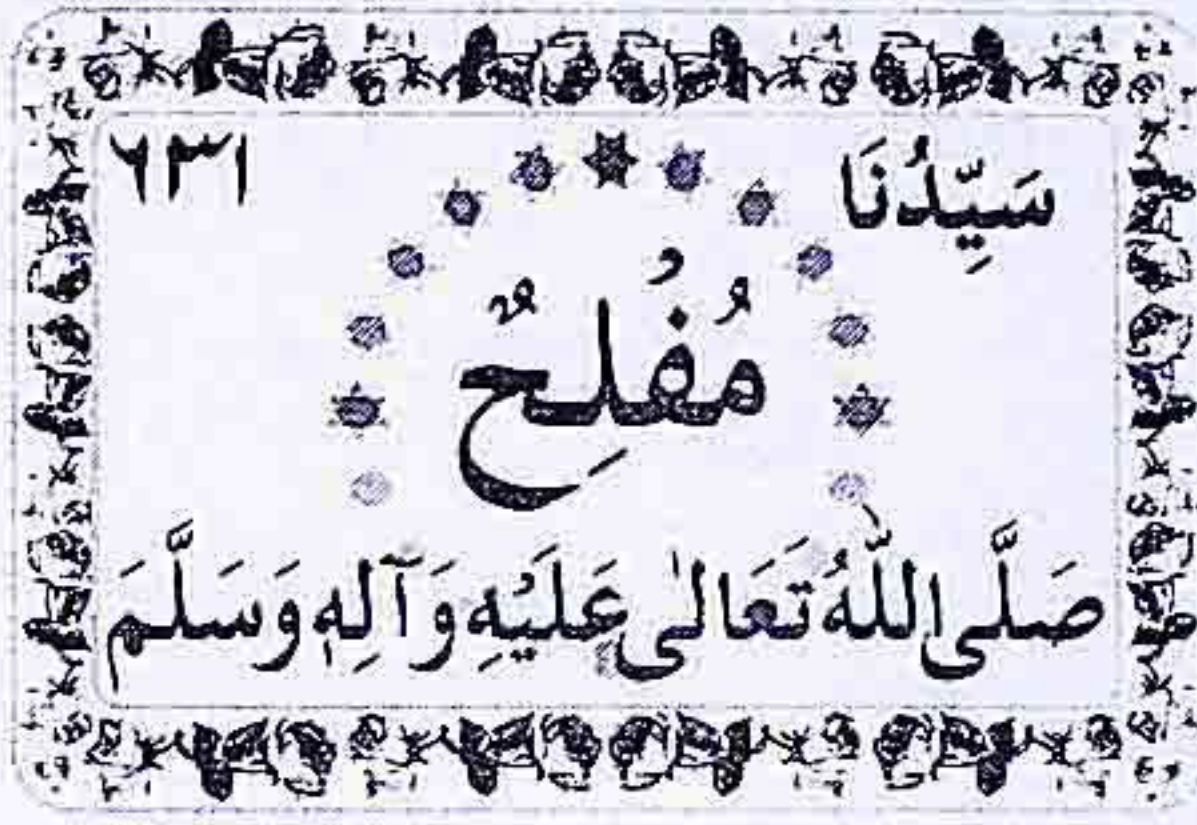 سَيِّدُنَا ٦٣١
مُفْلِحٌ
صَلَّى اللّٰهُ تَعَالٰى عَلَيْهِ وَآلِهٖ وَسَلَّمَ